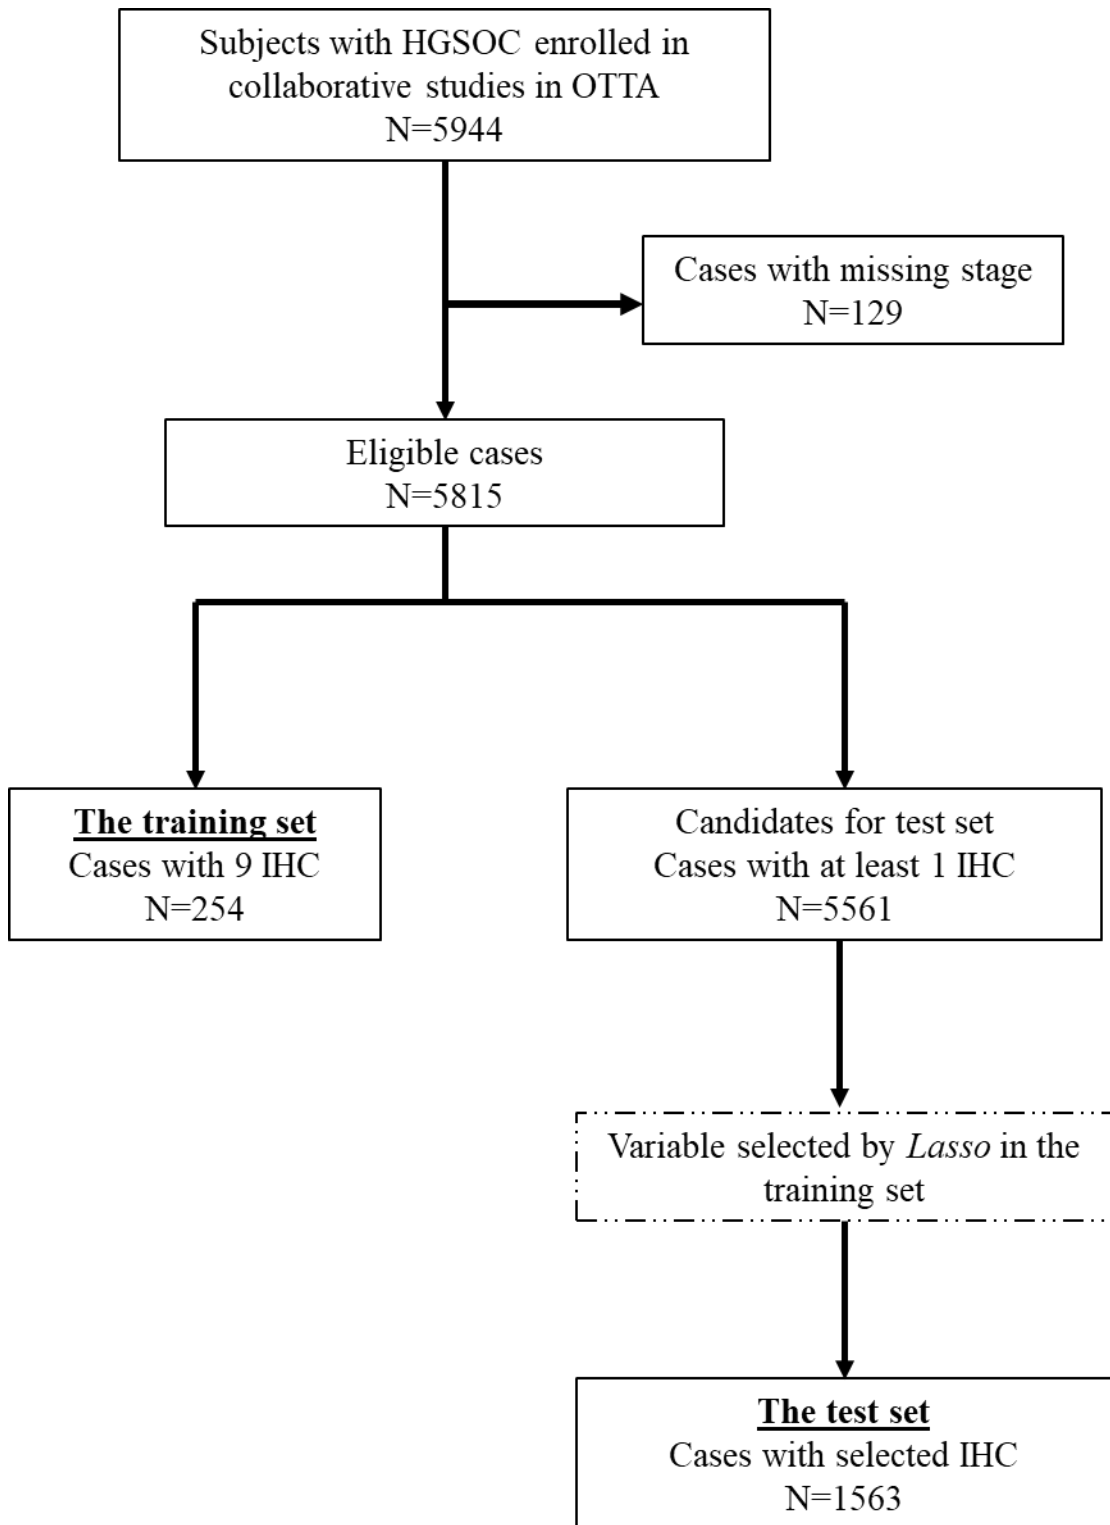 Subjects with HGSOC enrolled in
collaborative studies in OTTA
N=5944
Cases with missing stage
N=129
Eligible cases
N=5815
The training set
Cases with 9 IHC
N=254
Candidates for test set
Cases with at least 1 IHC
N=5561
Variable selected by Lasso in the
training set
The test set
Cases with selected IHC
N=1563